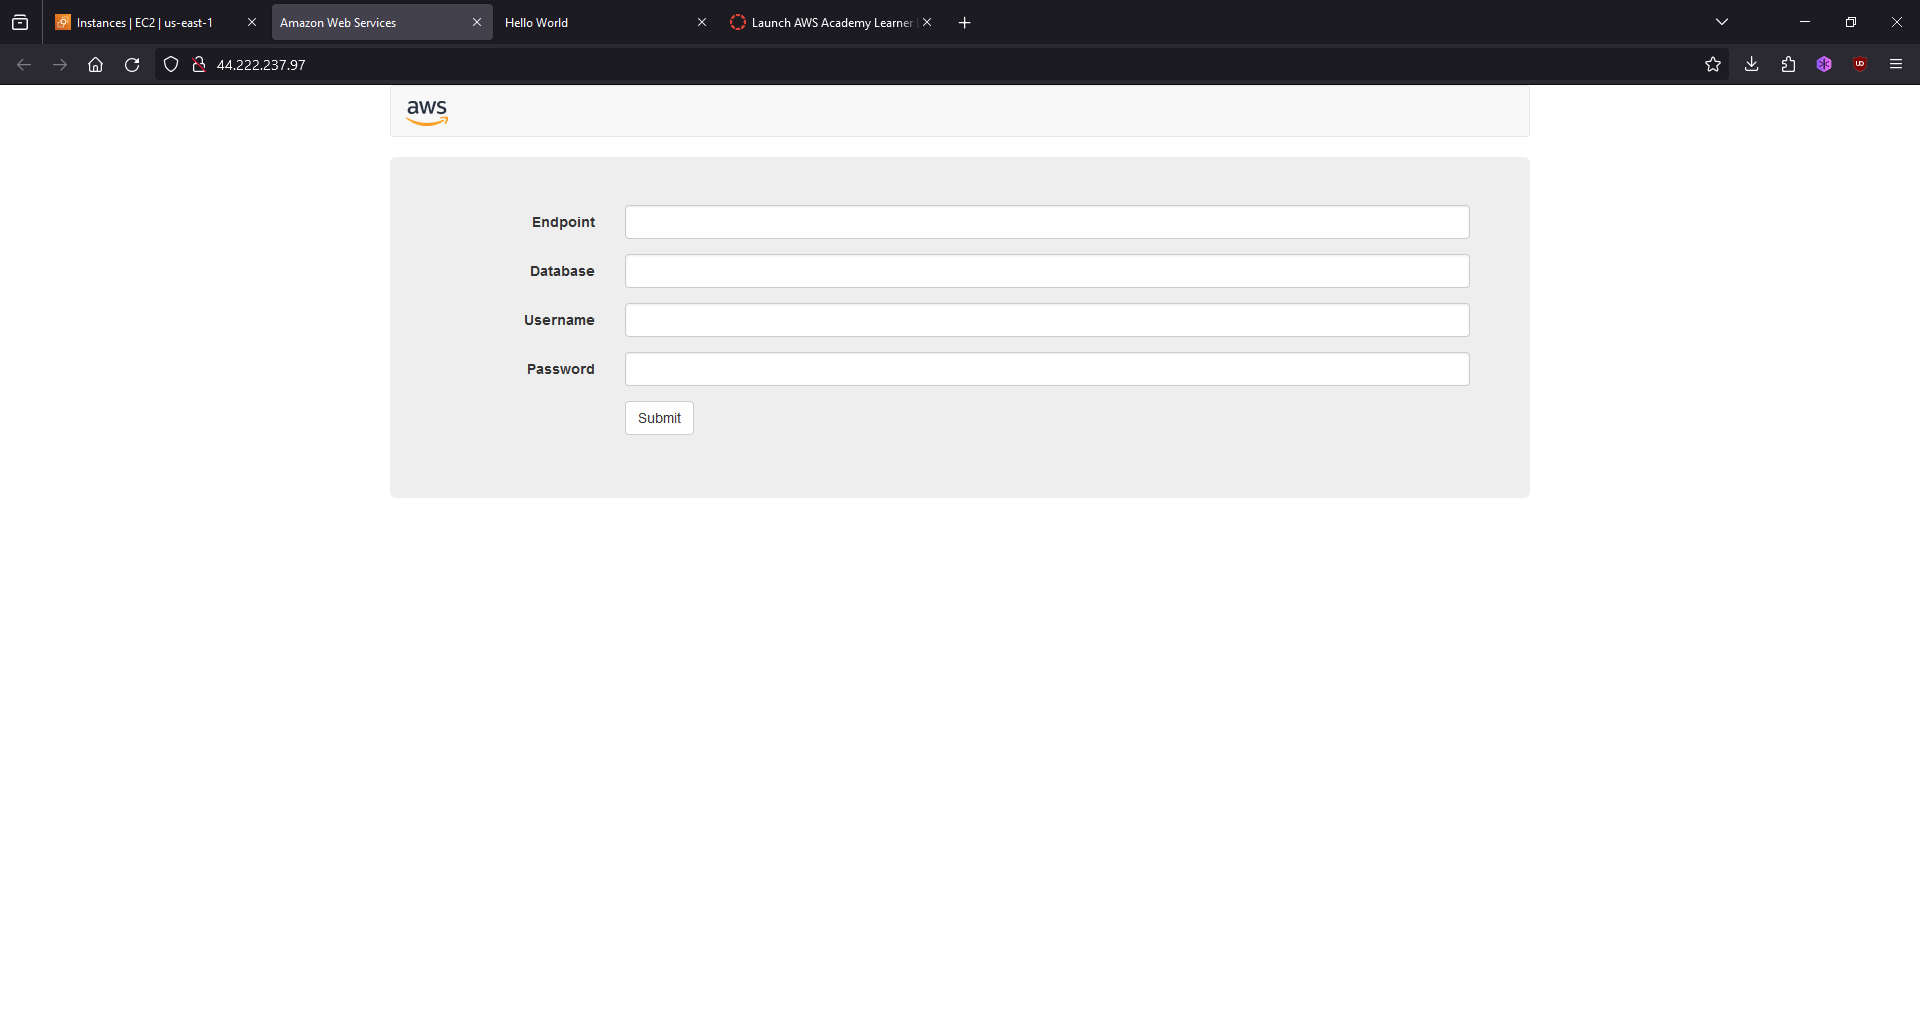 Instances | EC2 | us-east-1
Amazon Web Services
Hello World
Launch AWS Academy Learner
44.222.237.97
aws
Endpoint
Database
Username
Password
Submit